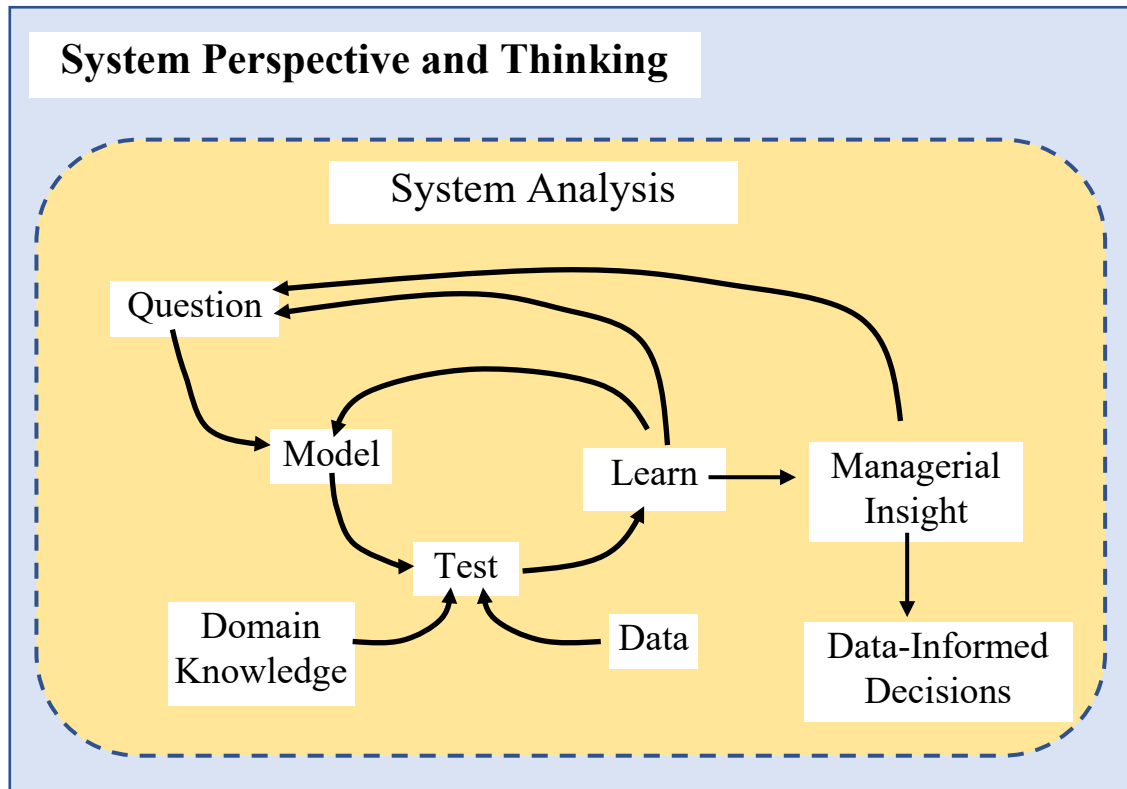 System Perspective and Thinking
System Analysis
Question
Model
Learn
Managerial
Insight
Test
Domain
Knowledge
Data
Data-Informed
Decisions